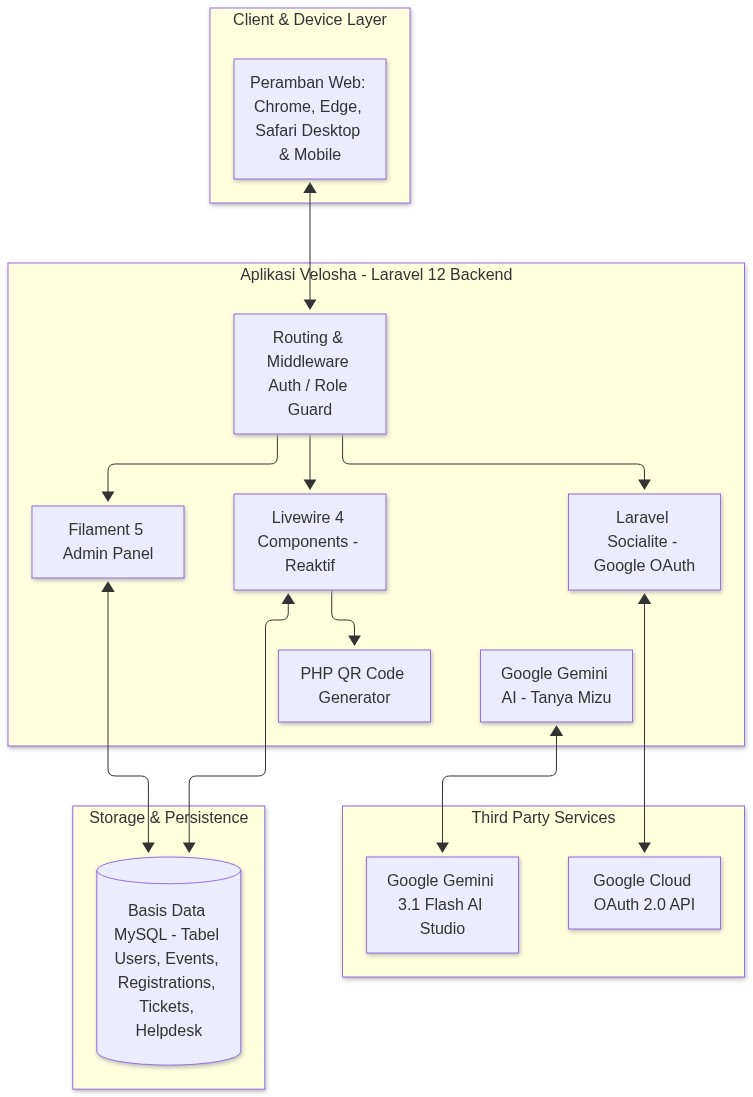 Client & Device Layer
Peramban Web:
Chrome, Edge,
Safari Desktop
& Mobile
Aplikasi Velosha - Laravel 12 Backend
Routing &
Middleware
Auth / Role
Guard
Filament 5
Admin Panel
Livewire 4
Components -
Reaktif
Laravel
Socialite -
Google OAuth
PHP QR Code
Generator
Google Gemini
AI - Tanya Mizu
Storage & Persistence
Basis Data
MySQL - Tabel
Users, Events,
Registrations,
Tickets,
Helpdesk
Third Party Services
Google Gemini
3.1 Flash AI
Studio
Google Cloud
OAuth 2.0 API